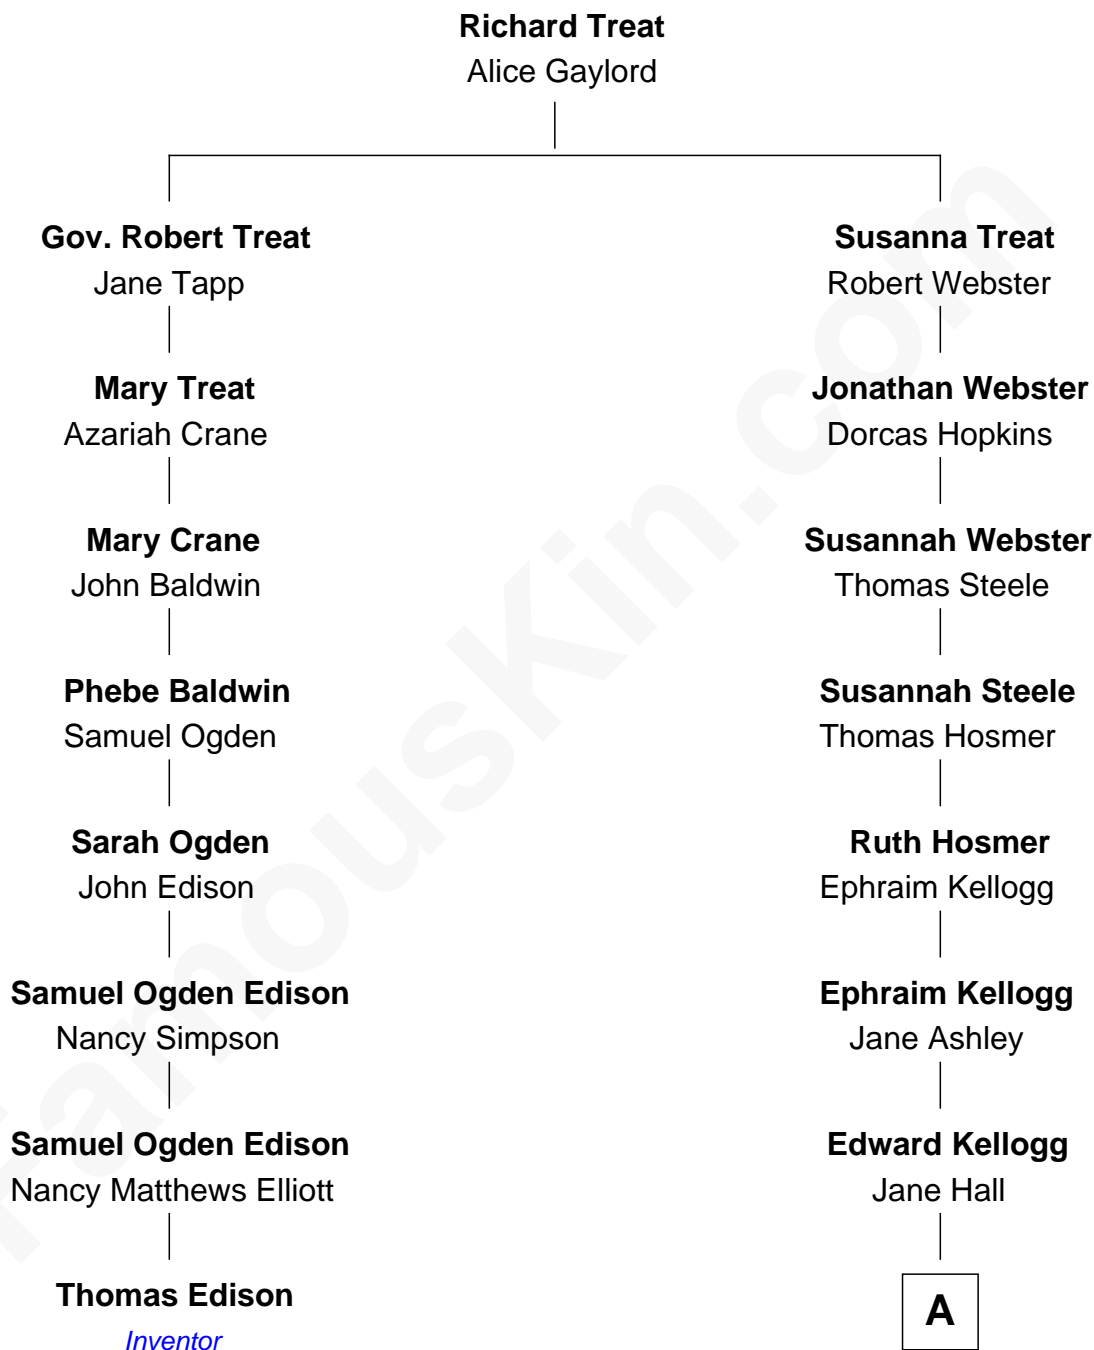 Richard Treat
Alice Gaylord
Gov. Robert Treat
Jane Tapp
Mary Treat
Azariah Crane
Mary Crane
John Baldwin
Phebe Baldwin
Samuel Ogden
Sarah Ogden
John Edison
Samuel Ogden Edison
Nancy Simpson
Samuel Ogden Edison
Nancy Matthews Elliott
Thomas Edison
Inventor
Susanna Treat
Robert Webster
Jonathan Webster
Dorcas Hopkins
Susannah Webster
Thomas Steele
Susannah Steele
Thomas Hosmer
Ruth Hosmer
Ephraim Kellogg
Ephraim Kellogg
Jane Ashley
Edward Kellogg
Jane Hall
A
FamousKin.com